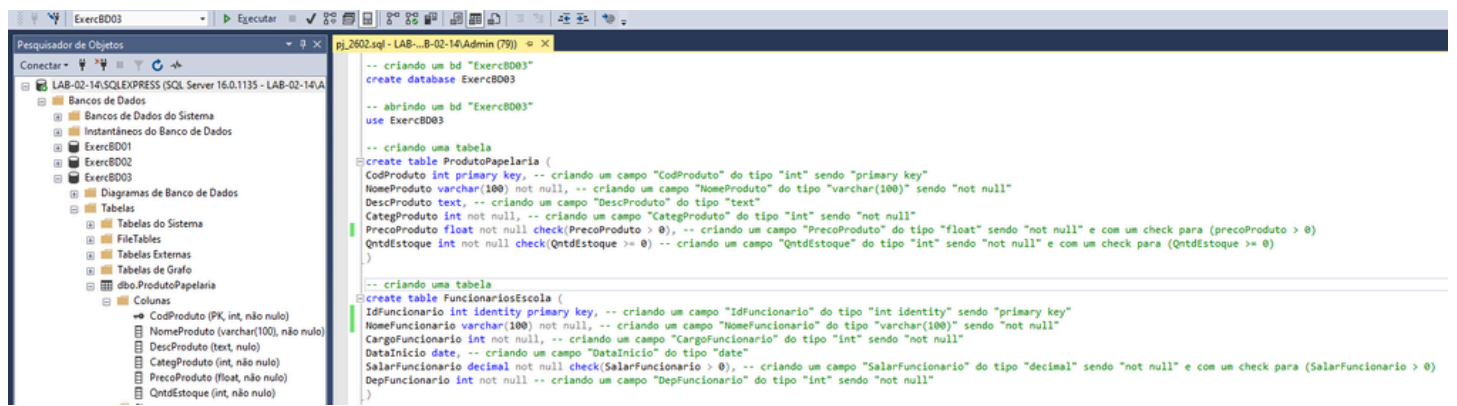 ExercBD03
Executar
Pesquisador de Objetos
pj_2602.sql - LAB-...B-02-14\Admin (79))
Conectar
LAB-02-14\SQLEXPRESS (SQL Server 16.0.1135 - LAB-02-14\A
Bancos de Dados
Bancos de Dados do Sistema
Instantâneos do Banco de Dados
ExercBD01
ExercBD02
ExercBD03
Diagramas de Banco de Dados
Tabelas
Tabelas do Sistema
FileTables
Tabelas Externas
Tabelas de Grafo
dbo.ProdutoPapelaria
Colunas
CodProduto (PK, int, não nulo)
NomeProduto (varchar(100), não nulo)
DescProduto (text, nulo)
CategProduto (int, não nulo)
PrecoProduto (float, não nulo)
QntdEstoque (int, não nulo)
-- criando um bd "ExercBD03"
create database ExercBD03
-- abrindo um bd "ExercBD03"
use ExercBD03
-- criando uma tabela
create table ProdutoPapelaria (
CodProduto int primary key, -- criando um campo "CodProduto" do tipo "int" sendo "primary key"
NomeProduto varchar(100) not null, -- criando um campo "NomeProduto" do tipo "varchar(100)" sendo "not null"
DescProduto text, -- criando um campo "DescProduto" do tipo "text"
CategProduto int not null, -- criando um campo "CategProduto" do tipo "int" sendo "not null"
PrecoProduto float not null check(PrecoProduto > 0), -- criando um campo "PrecoProduto" do tipo "float" sendo "not null" e com um check para (precoProduto > 0)
QntdEstoque int not null check(QntdEstoque >= 0) -- criando um campo "QntdEstoque" do tipo "int" sendo "not null" e com um check para (QntdEstoque >= 0)
)
-- criando uma tabela
create table FuncionariosEscola (
IdFuncionario int identity primary key, -- criando um campo "IdFuncionario" do tipo "int identity" sendo "primary key"
NomeFuncionario varchar(100) not null, -- criando um campo "NomeFuncionario" do tipo "varchar(100)" sendo "not null"
CargoFuncionario int not null, -- criando um campo "CargoFuncionario" do tipo "int" sendo "not null"
DataInicio date, -- criando um campo "DataInicio" do tipo "date"
SalarFuncionario decimal not null check(SalarFuncionario > 0), -- criando um campo "SalarFuncionario" do tipo "decimal" sendo "not null" e com um check para (SalarFuncionario > 0)
DepFuncionario int not null -- criando um campo "DepFuncionario" do tipo "int" sendo "not null"
)